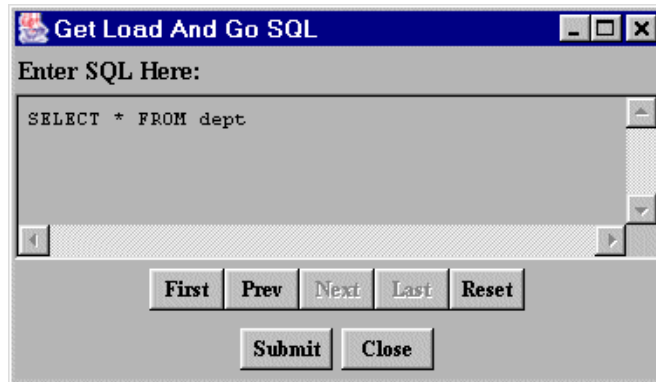 Get Load And Go SQL
Enter SQL Here:
SELECT * FROM dept
First Prev Next Last Reset
Submit Close